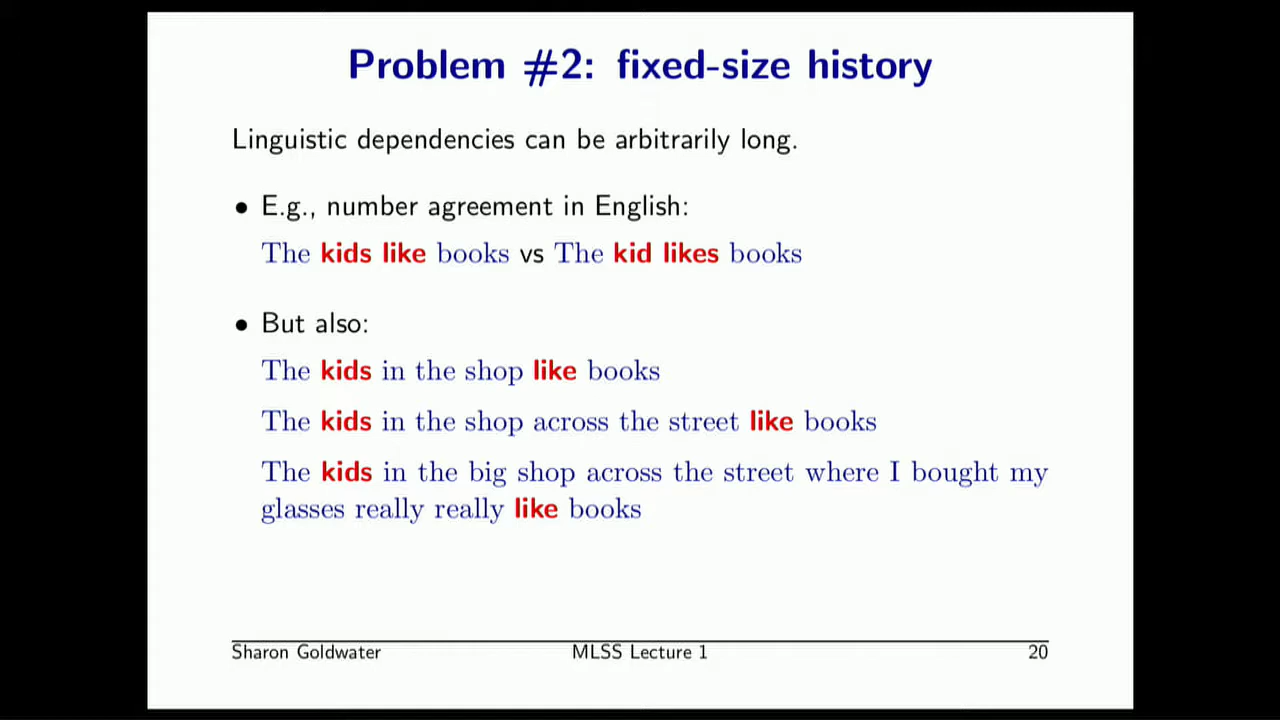 Problem #2: fixed-size history
Linguistic dependencies can be arbitrarily long.
• E.g., number agreement in English:
The kids like books vs The kid likes books
• But also:
The kids in the shop like books
The kids in the shop across the street like books
The kids in the big shop across the street where I bought my
glasses really really like books
Sharon Goldwater MLSS Lecture 1 20